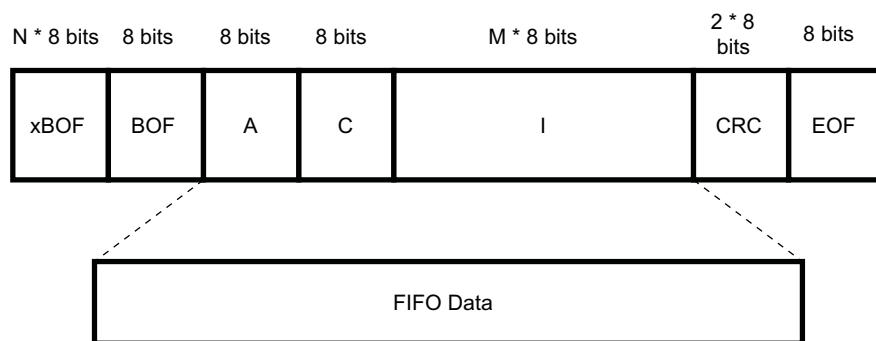 N * 8 bits 8 bits 8 bits 8 bits M * 8 bits 2 * 8 bits 8 bits
xBOF BOF A C I CRC EOF
FIFO Data